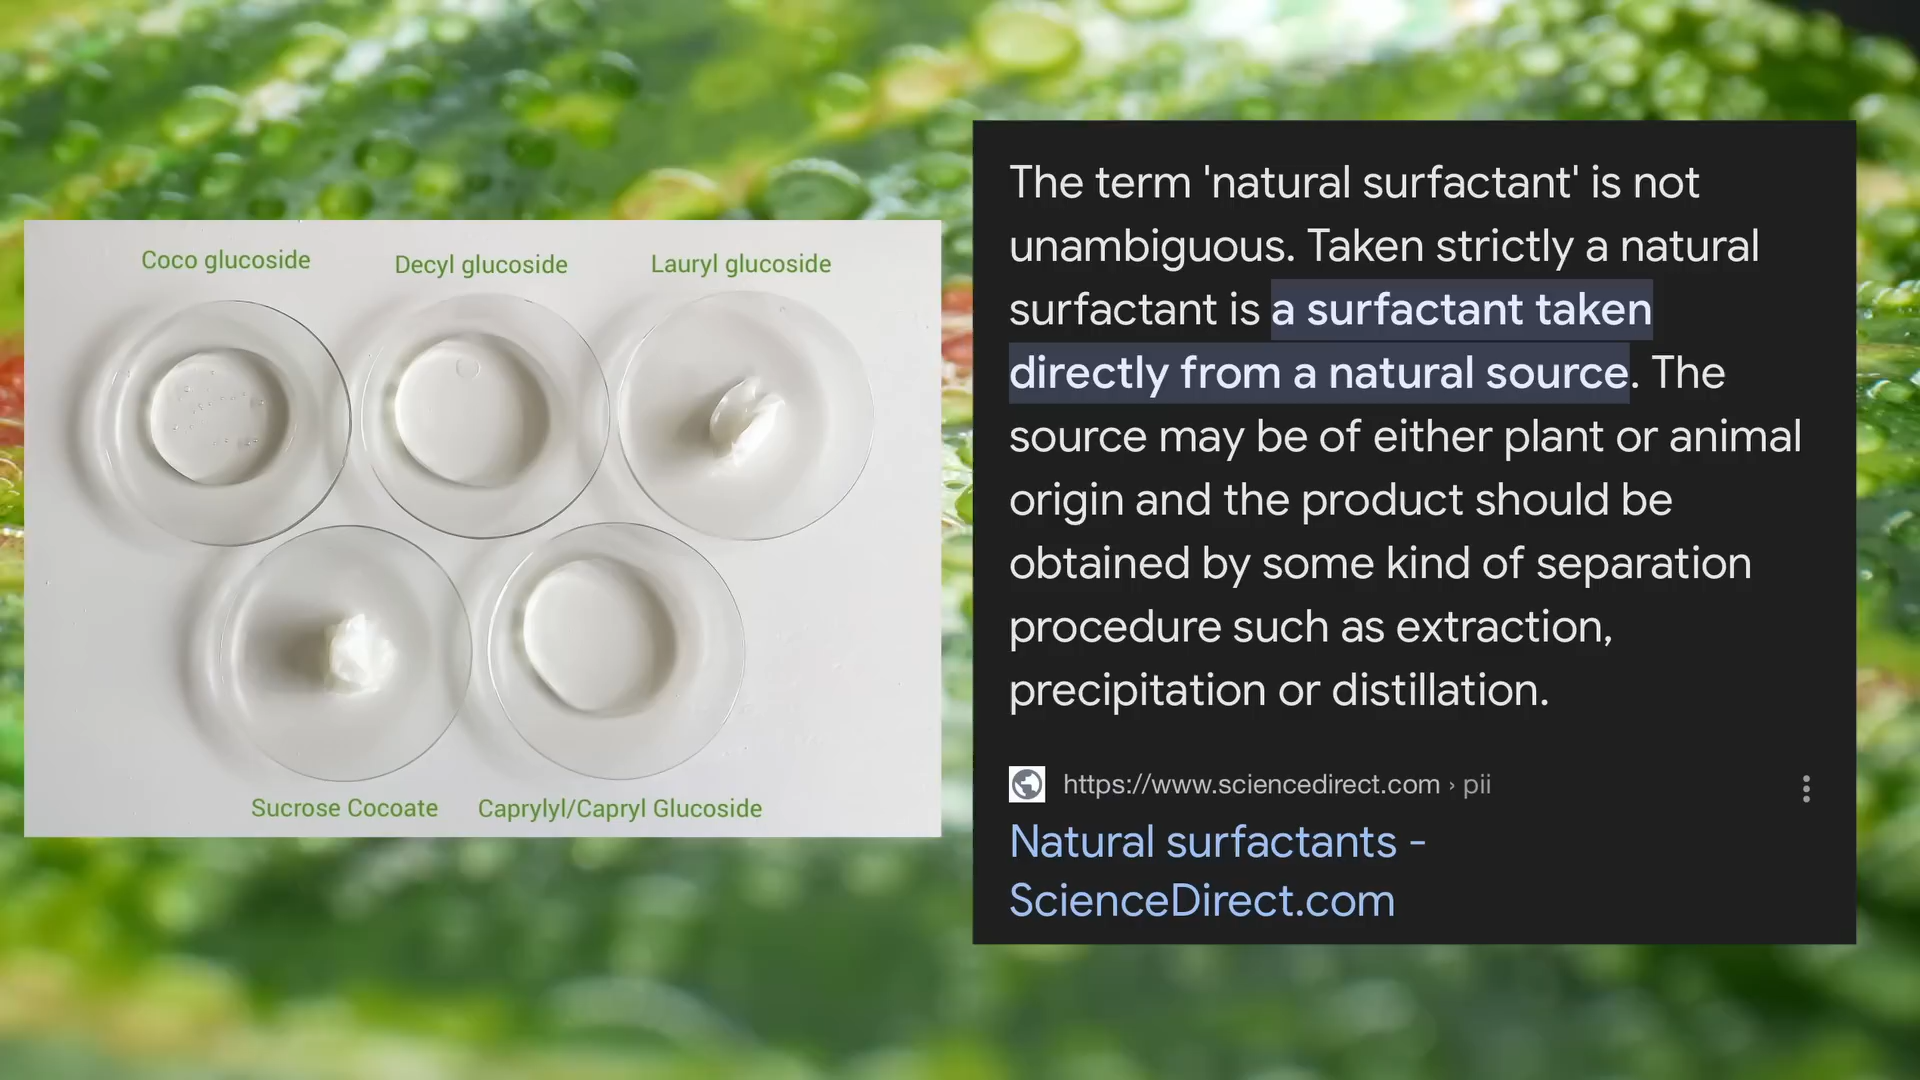 Coco glucoside
Decyl glucoside
Lauryl glucoside
Sucrose Cocoate
Caprylyl/Capryl Glucoside
The term 'natural surfactant' is not
unambiguous. Taken strictly a natural
surfactant is a surfactant taken
directly from a natural source. The
source may be of either plant or animal
origin and the product should be
obtained by some kind of separation
procedure such as extraction,
precipitation or distillation.
https://www.sciencedirect.com › pii
Natural surfactants -
ScienceDirect.com